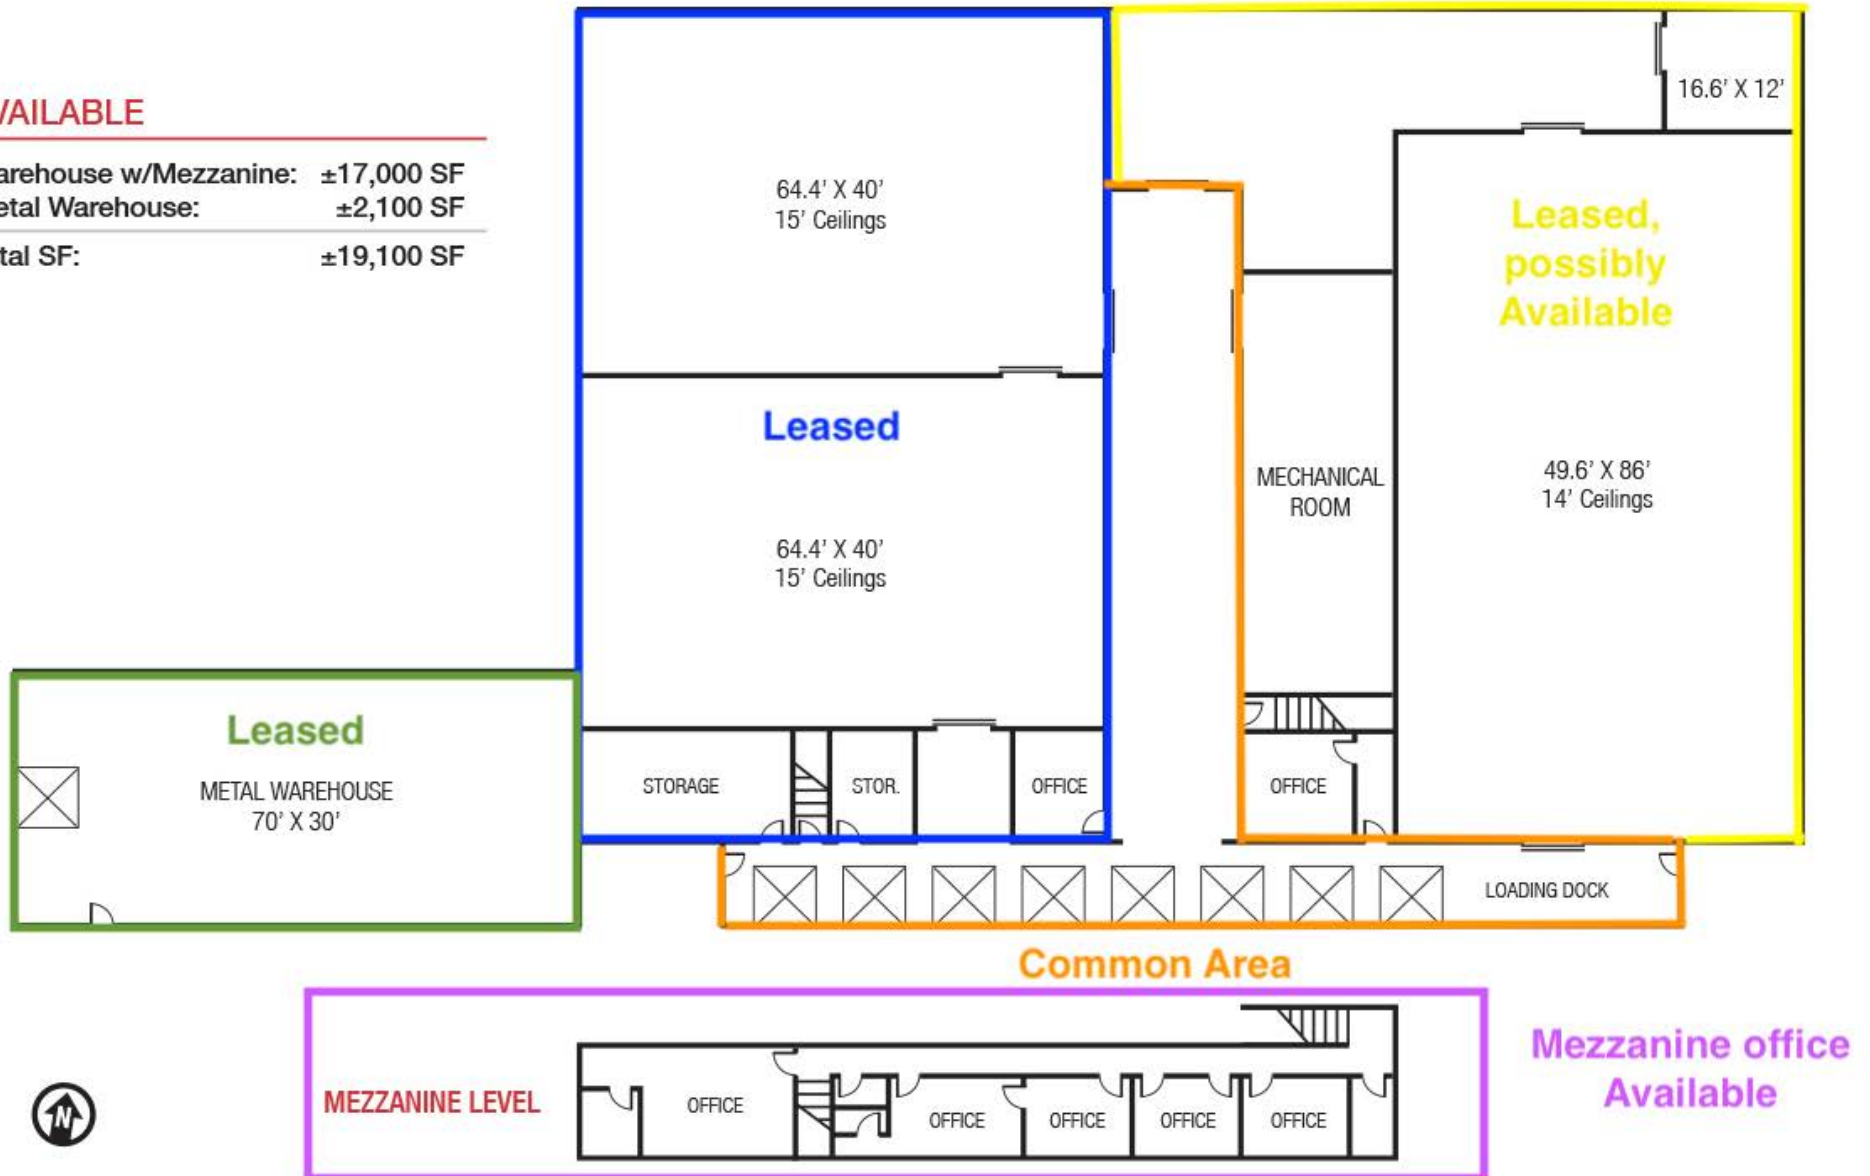 VAILABLE
arehouse w/Mezzanine: ±17,000 SF
etal Warehouse: ±2,100 SF
tal SF: ±19,100 SF
64.4' X 40'
15' Ceilings
16.6' X 12'
Leased,
possibly
Available
Leased
MECHANICAL
ROOM
49.6' X 86'
14' Ceilings
64.4' X 40'
15' Ceilings
Leased
METAL WAREHOUSE
70' X 30'
STORAGE
STOR.
OFFICE
OFFICE
LOADING DOCK
Common Area
MEZZANINE LEVEL
OFFICE
OFFICE
OFFICE
OFFICE
OFFICE
Mezzanine office
Available
N